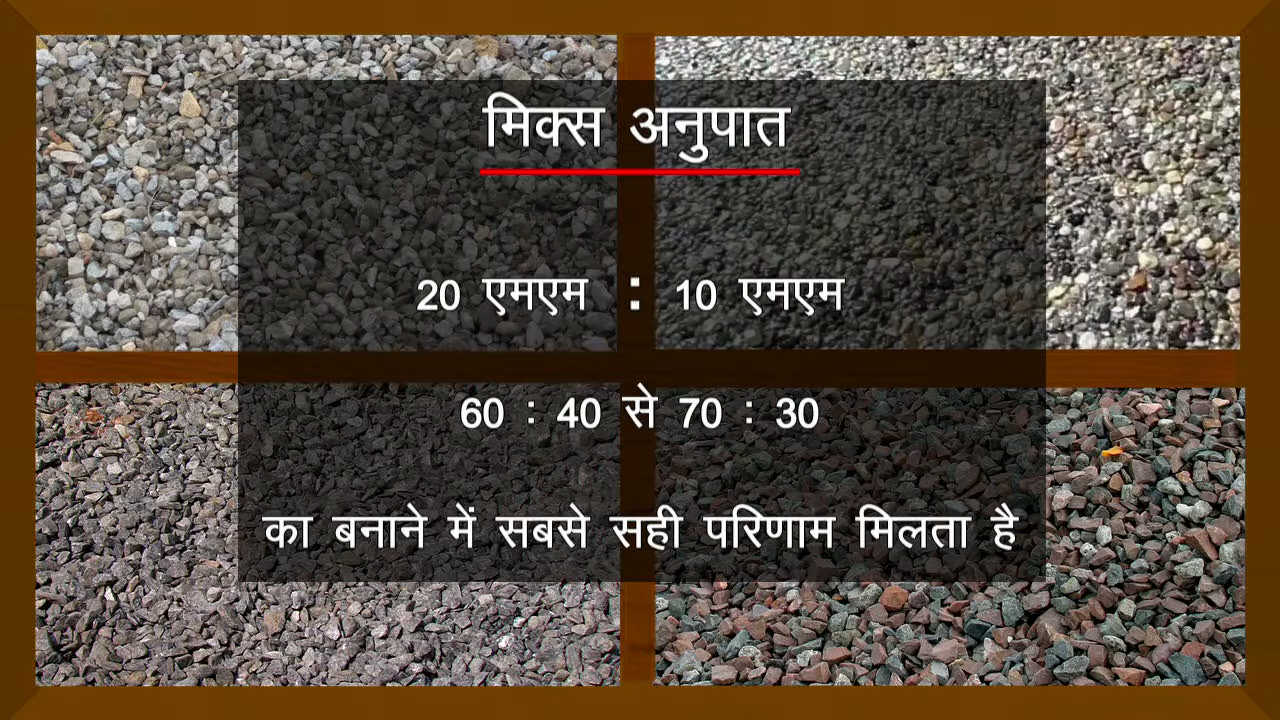 मिक्स अनुपात
20 एमएम : 10 एमएम
60 : 40 से 70 : 30
का बनाने में सबसे सही परिणाम मिलता है